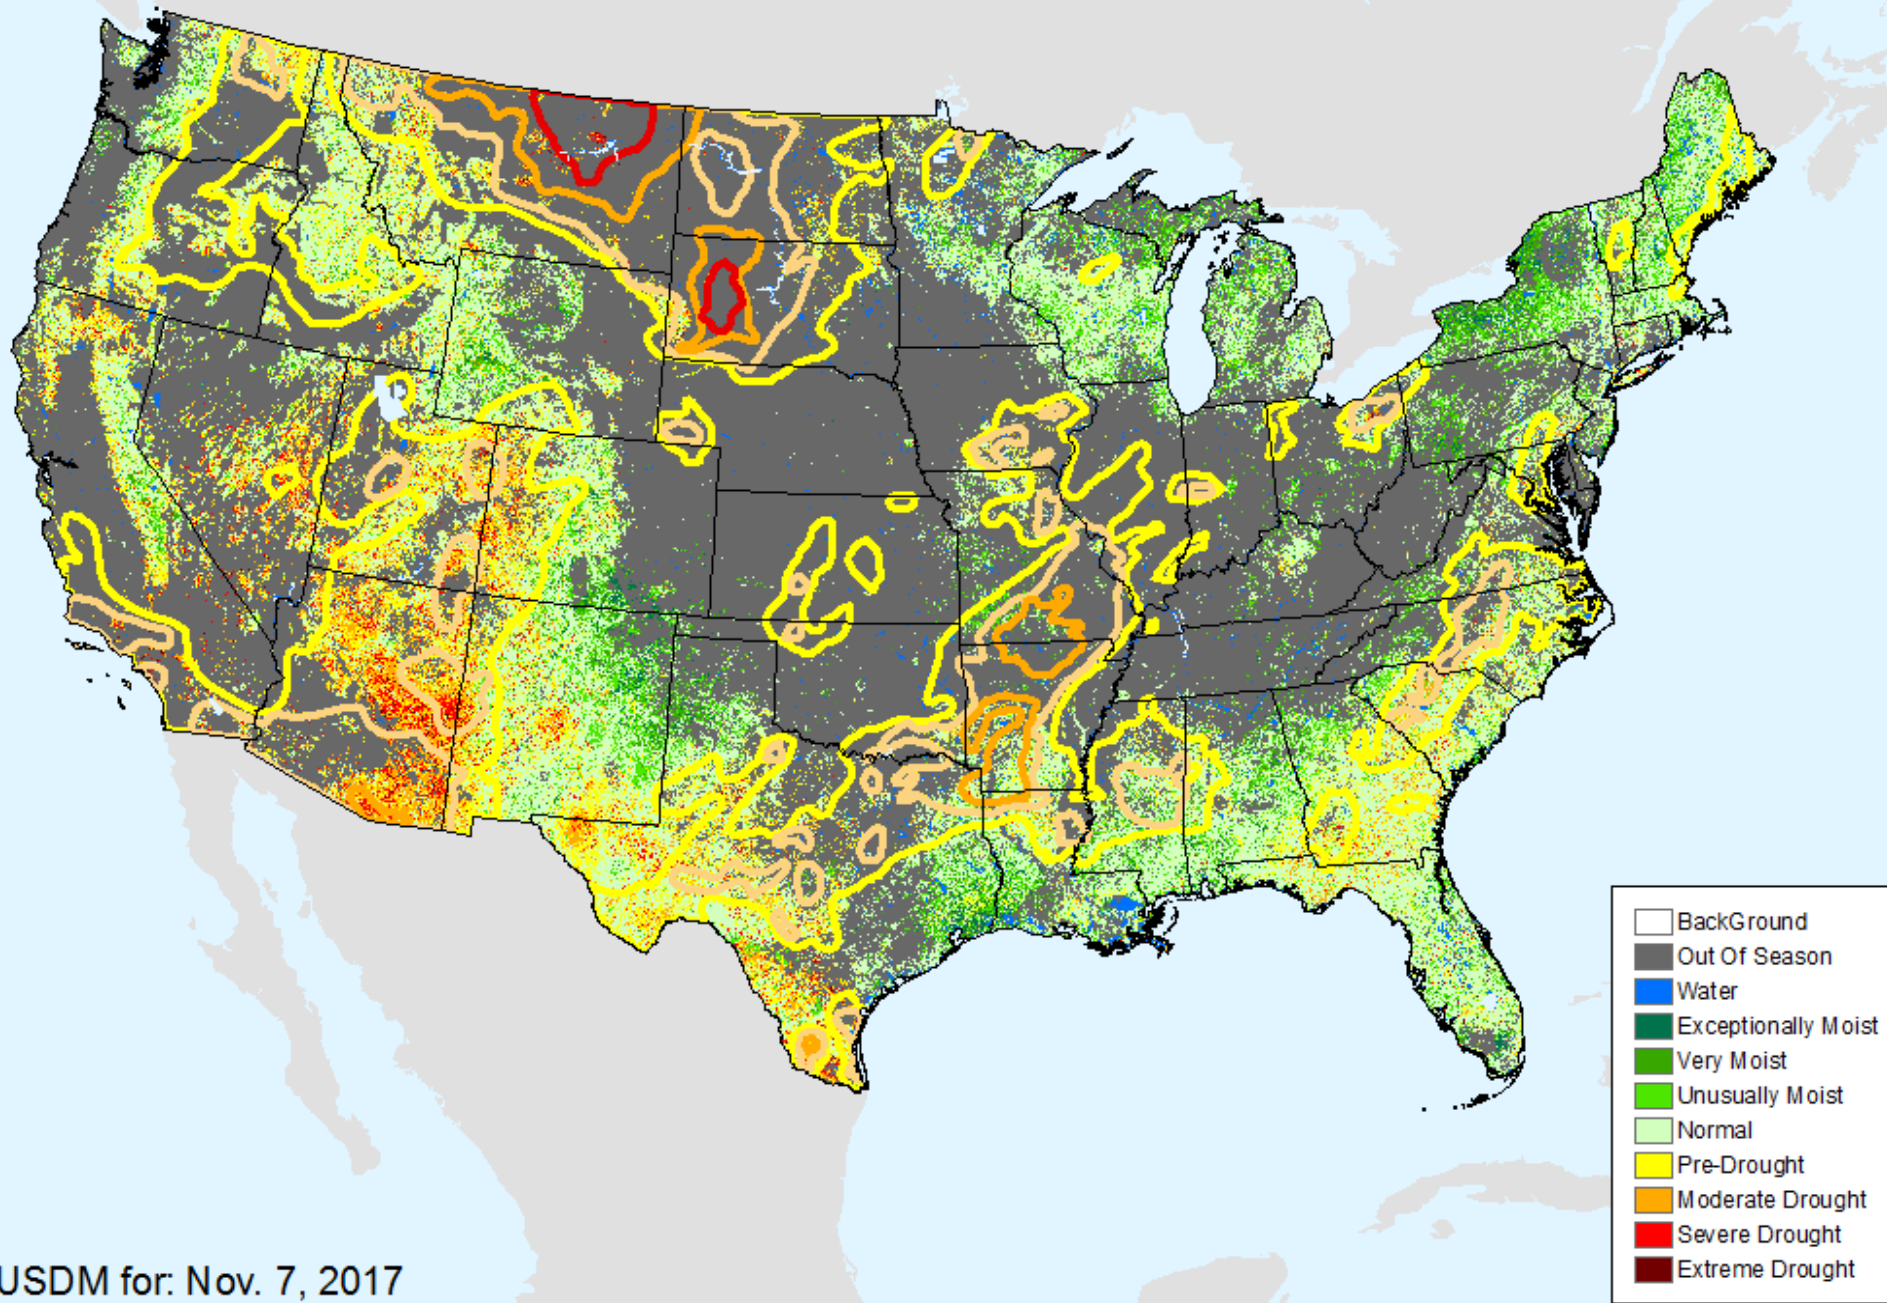 BackGround
Out Of Season
Water
Exceptionally Moist
Very Moist
Unusually Moist
Normal
Pre-Drought
Moderate Drought
Severe Drought
Extreme Drought
USDM for: Nov. 7, 2017